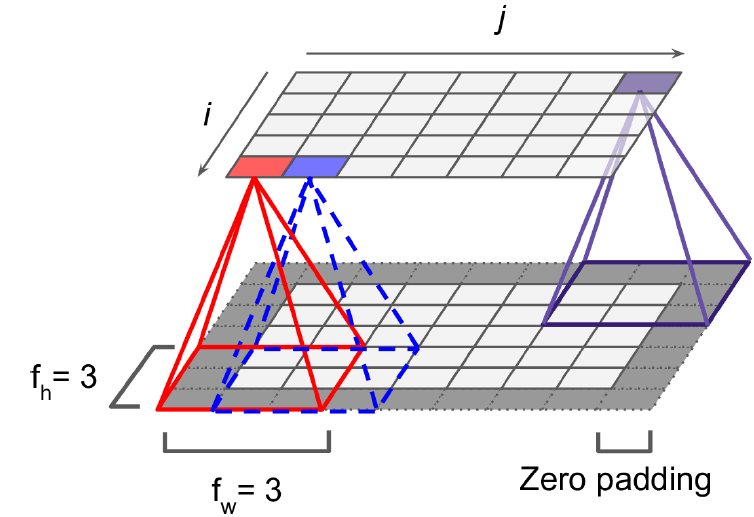 j
i
fh= 3
fw= 3
Zero padding